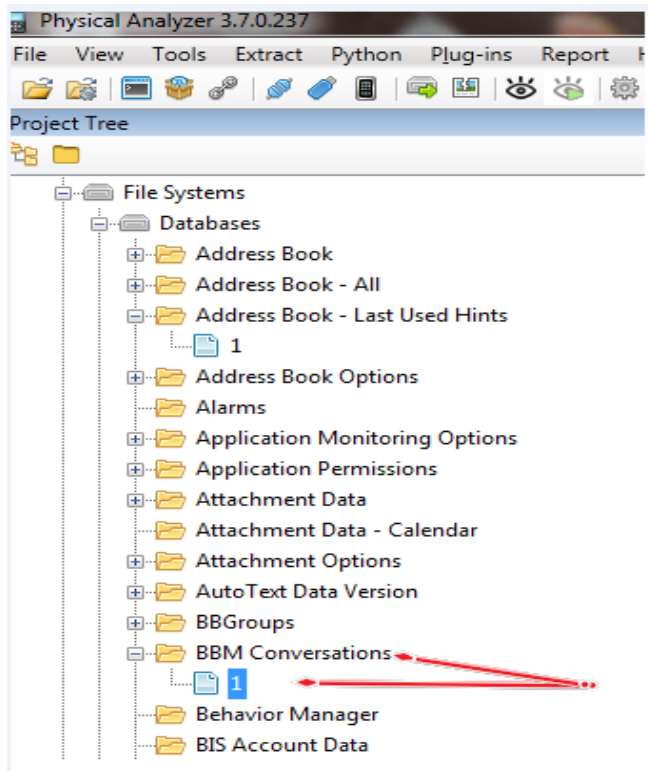 Physical Analyzer 3.7.0.237
File View Tools Extract Python Plug-ins Report
Project Tree
File Systems
Databases
Address Book
Address Book - All
Address Book - Last Used Hints
1
Address Book Options
Alarms
Application Monitoring Options
Application Permissions
Attachment Data
Attachment Data - Calendar
Attachment Options
AutoText Data Version
BBGroups
BBM Conversations
1
Behavior Manager
BIS Account Data